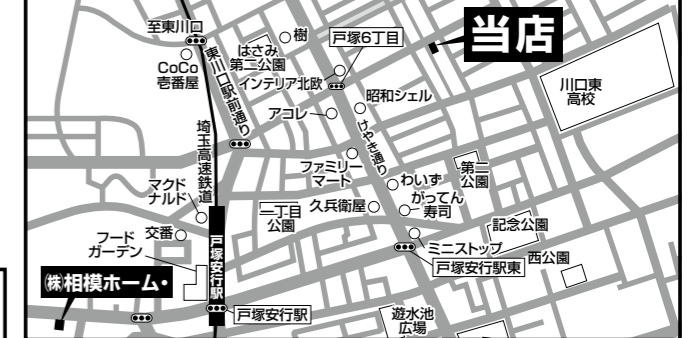 至東川口
CoCo
壱番屋
東川口駅前通り
樹
はさみ
第二公園
戸塚6丁目
当店
インテリア北欧
川口東
高校
昭和シェル
アコレ
けやき通り
埼玉高速鉄道
ファミリー
マート
マクド
ナルド
わいず
第二
公園
がってん
寿司
久兵衛屋
二丁目
公園
交番
フード
ガーデン
記念公園
ミニストップ
西公園
戸塚安行駅東
戸塚安行駅
㈱相模ホーム・
戸塚安行駅
遊水池
広場